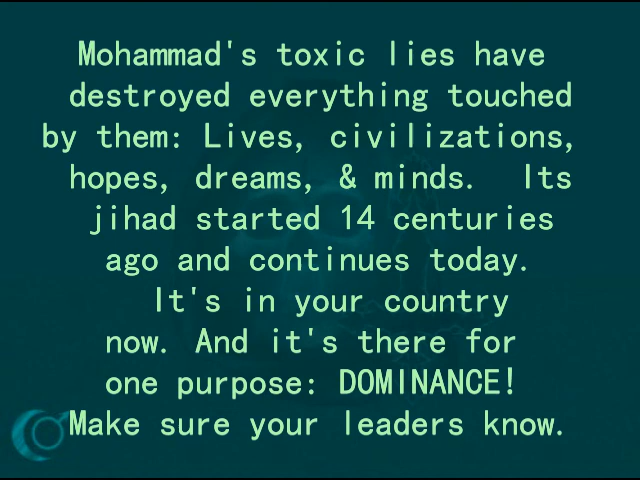 Mohammad's toxic lies have
destroyed everything touched
by them: Lives, civilizations,
hopes, dreams, & minds.  Its
jihad started 14 centuries
ago and continues today.
It's in your country
now. And it's there for
one purpose: DOMINANCE!
Make sure your leaders know.